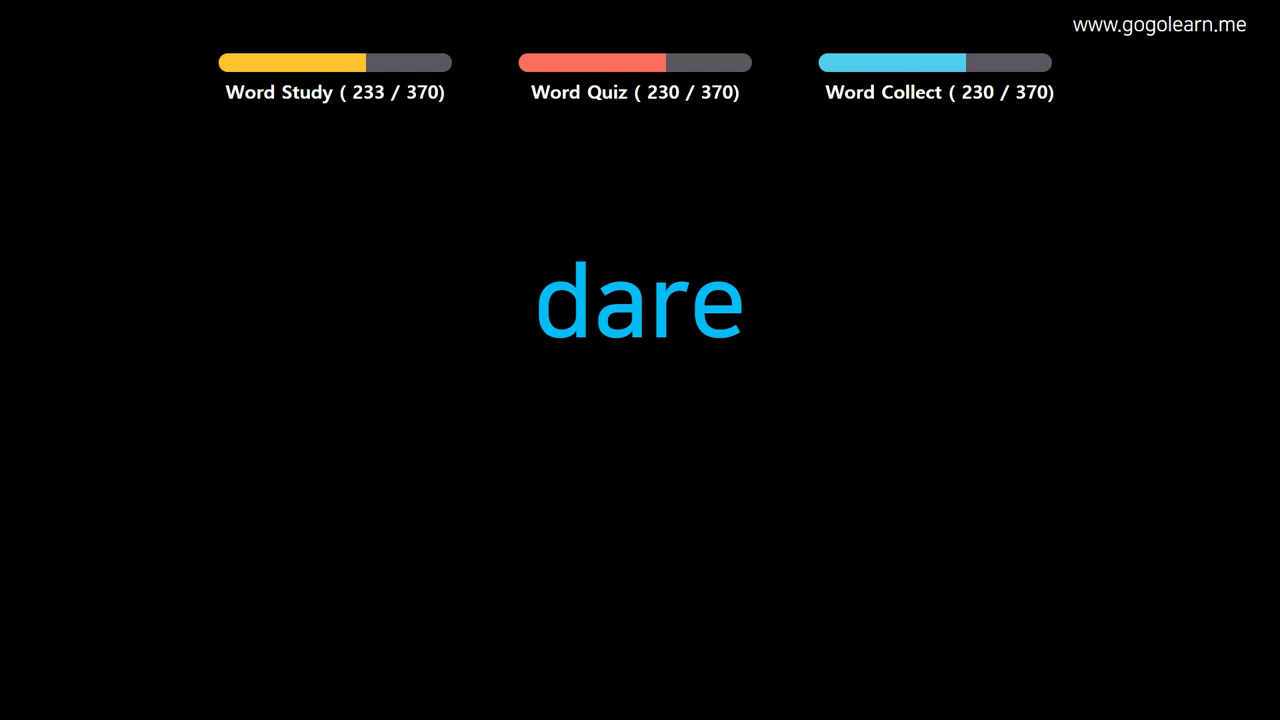 www.gogolearn.me
Word Study ( 233 / 370)
Word Quiz ( 230 / 370)
Word Collect ( 230 / 370)
dare